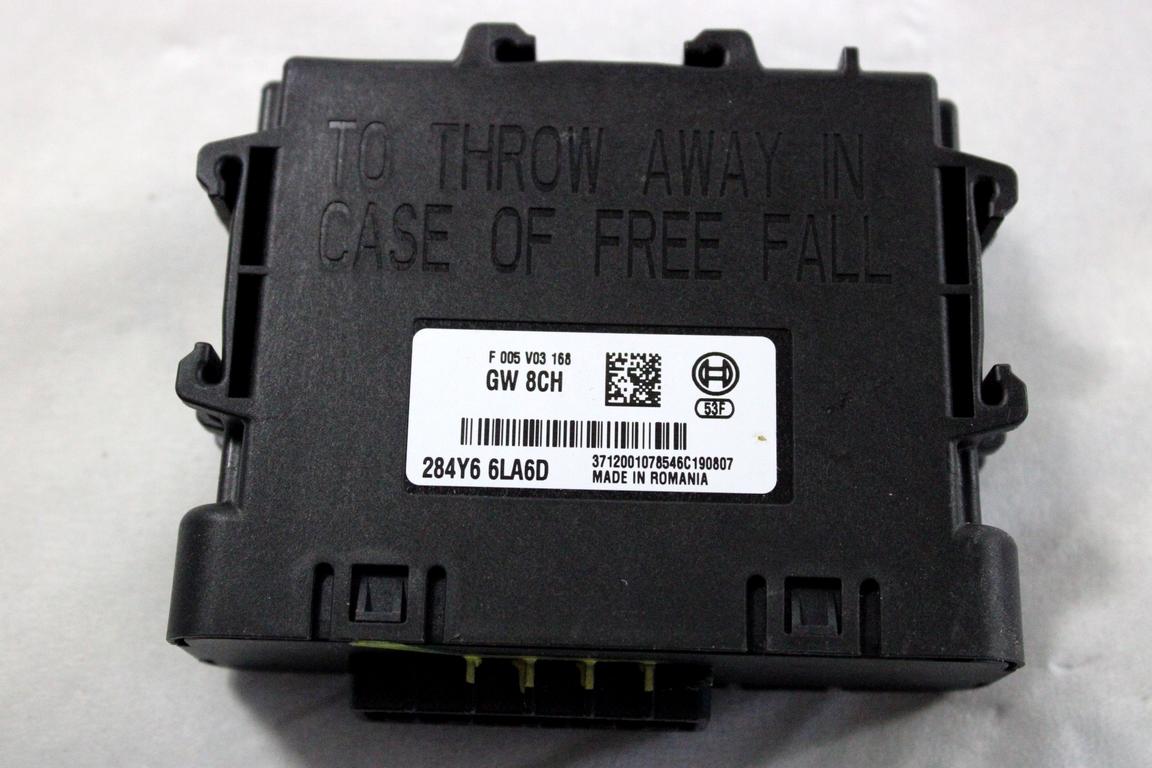 TO THROW AWAY IN
CASE OF FREE FALL
F 005 V03 168
GW 8CH
53F
284Y6 6LA6D
3712001078546C190807
MADE IN ROMANIA